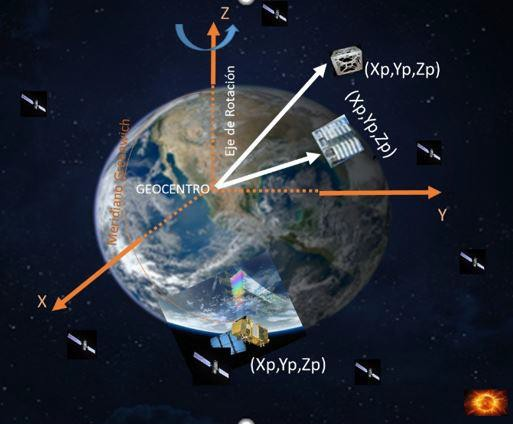 Z
(Xp,Yp,Zp)
Eje de Rotación
(Xp,Yp,Zp)
Meridiano Greenwich
GEOCENTRO
Y
X
(Xp,Yp,Zp)